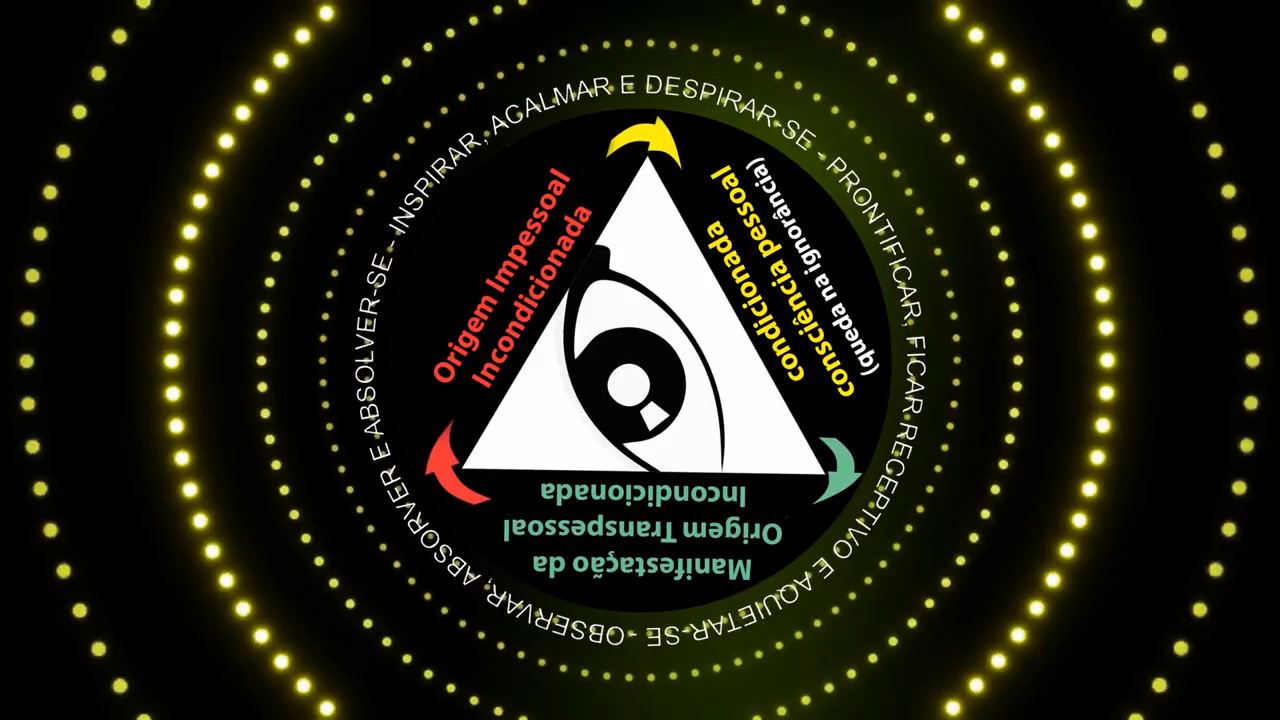 INSPIRAR, ACALMAR E DESPIRAR-SE - PRONTIFICAR, FICAR RECEPTIVO E AQUIETAR-SE - OBSERVAR, ABSORVER E ABSOLVER-SE -
Origem Impessoal
Incondicionada
(queda na ignorância)
consciência pessoal
condicionada
Manifestação da
Origem Transpessoal
Incondicionada